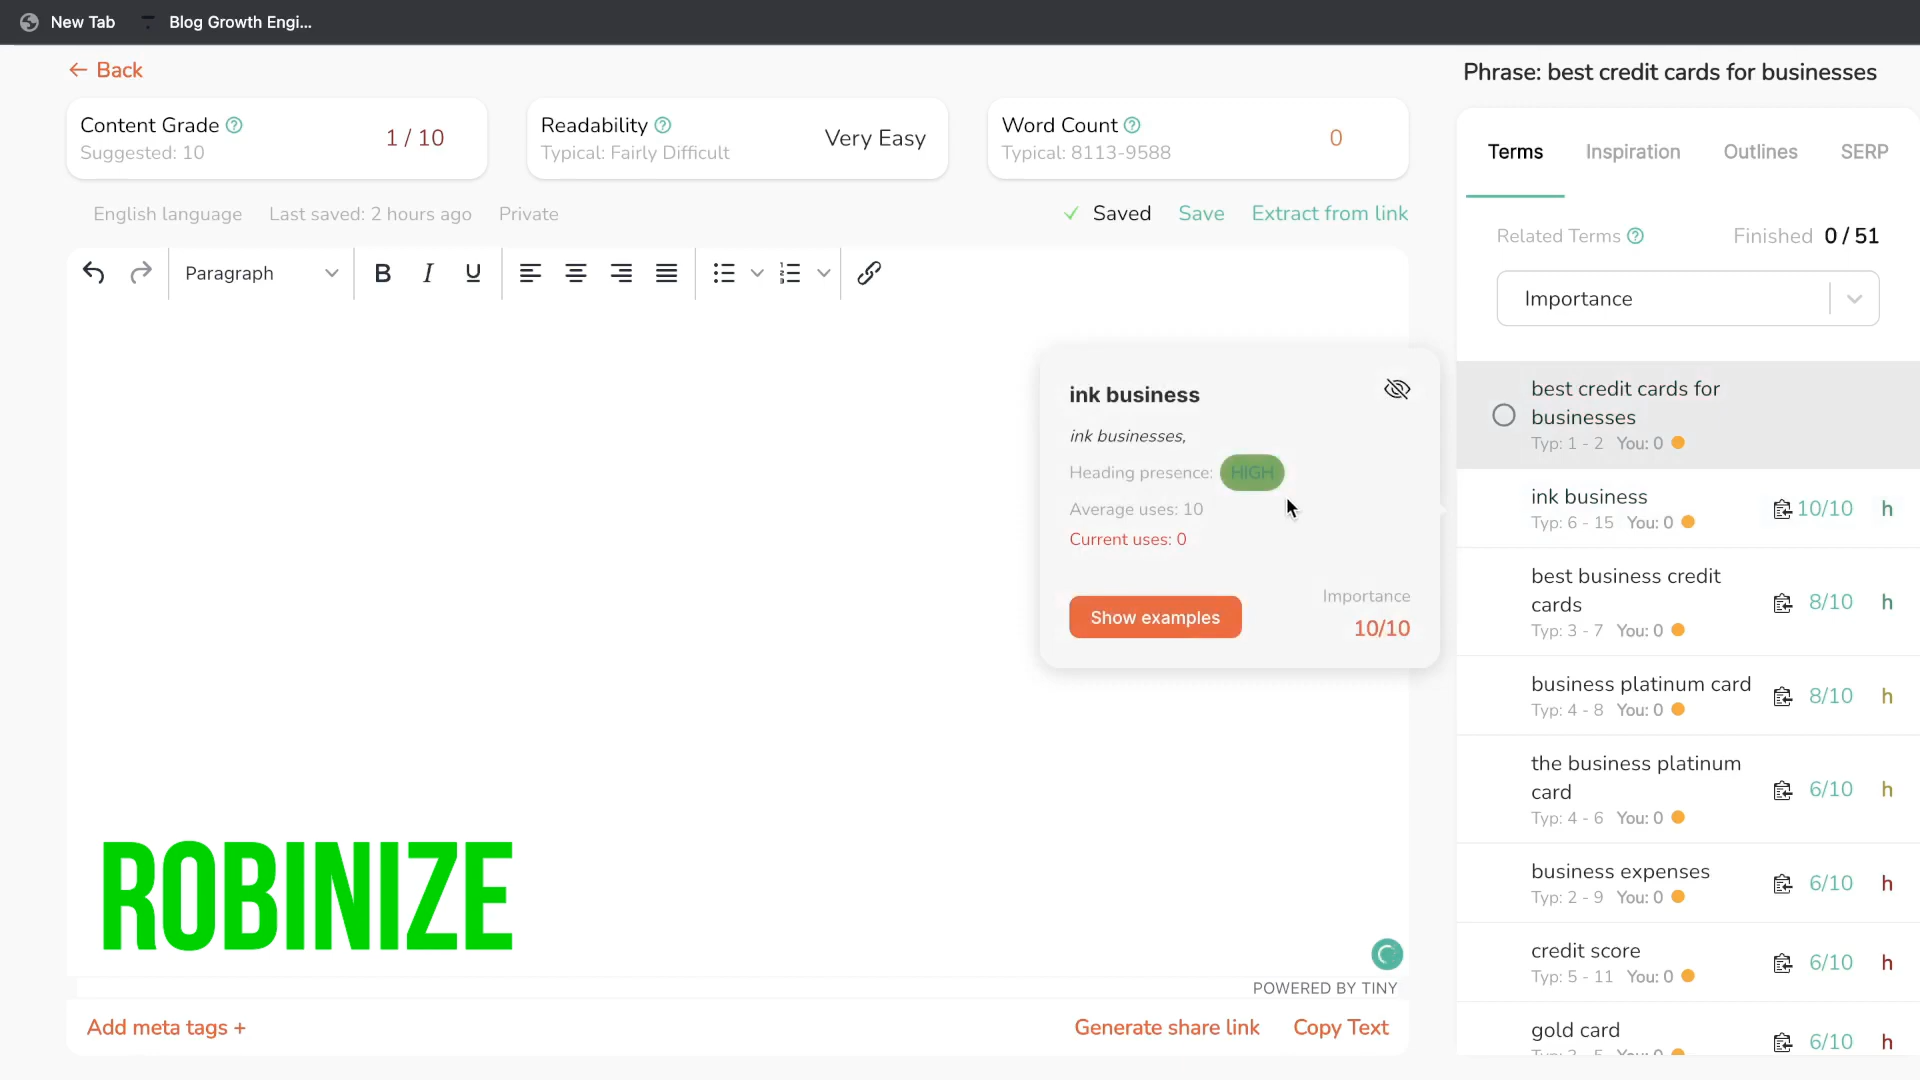 New Tab
Blog Growth Engi...
← Back
Phrase: best credit cards for businesses
Content Grade
Suggested: 10
1 / 10
Readability
Typical: Fairly Difficult
Very Easy
Word Count
Typical: 8113-9588
0
Terms
Inspiration
Outlines
SERP
English language
Last saved: 2 hours ago
Private
Saved
Save
Extract from link
Related Terms
Finished 0 / 51
Paragraph
B
I
U
Importance
ink business
ink businesses,
Heading presence: HIGH
Average uses: 10
Current uses: 0
Show examples
Importance
10/10
best credit cards for
businesses
Typ: 1 - 2 You: 0
ink business
Typ: 6 - 15 You: 0
10/10 h
best business credit
cards
Typ: 3 - 7 You: 0
8/10 h
business platinum card
Typ: 4 - 8 You: 0
8/10 h
the business platinum
card
Typ: 4 - 6 You: 0
6/10 h
business expenses
Typ: 2 - 9 You: 0
6/10 h
credit score
Typ: 5 - 11 You: 0
6/10 h
gold card
6/10 h
ROBINIZE
POWERED BY TINY
Add meta tags +
Generate share link
Copy Text